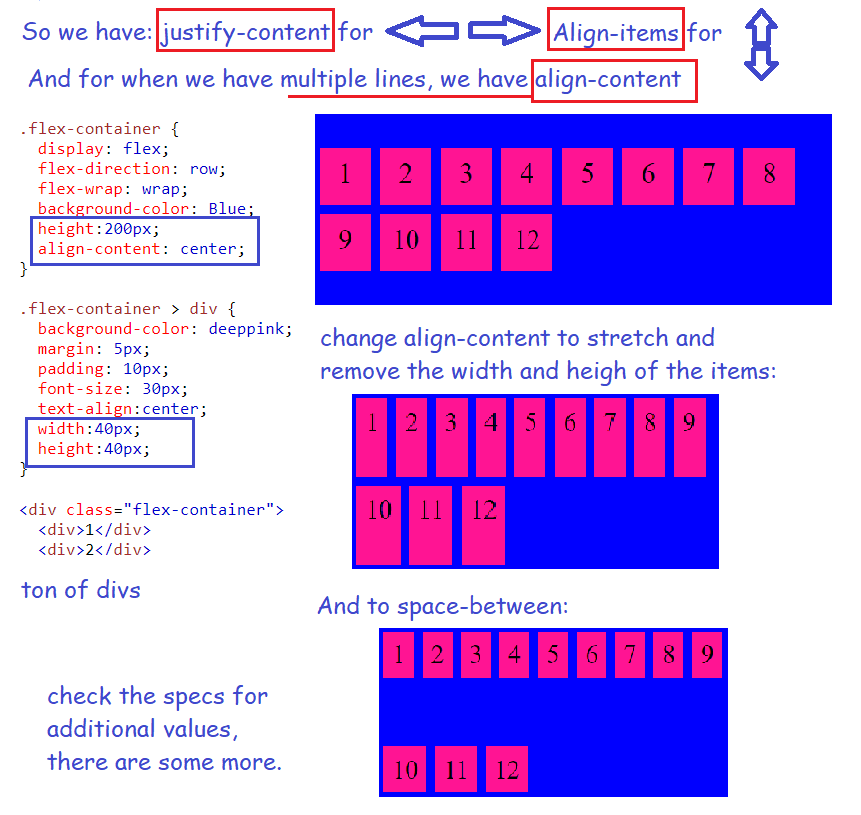 So we have: justify-content for Align-items for
And for when we have multiple lines, we have align-content
.flex-container {
display: flex;
flex-direction: row;
flex-wrap: wrap;
background-color: Blue;
height:200px;
align-content: center;
}
.flex-container > div {
background-color: deeppink;
margin: 5px;
padding: 10px;
font-size: 30px;
text-align:center;
width:40px;
height:40px;
}
<div class="flex-container">
<div>1</div>
<div>2</div>
ton of divs
check the specs for
additional values,
there are some more.
1 2 3 4 5 6 7 8
9 10 11 12
change align-content to stretch and
remove the width and heigh of the items:
1 2 3 4 5 6 7 8 9
10 11 12
And to space-between:
1 2 3 4 5 6 7 8 9
10 11 12